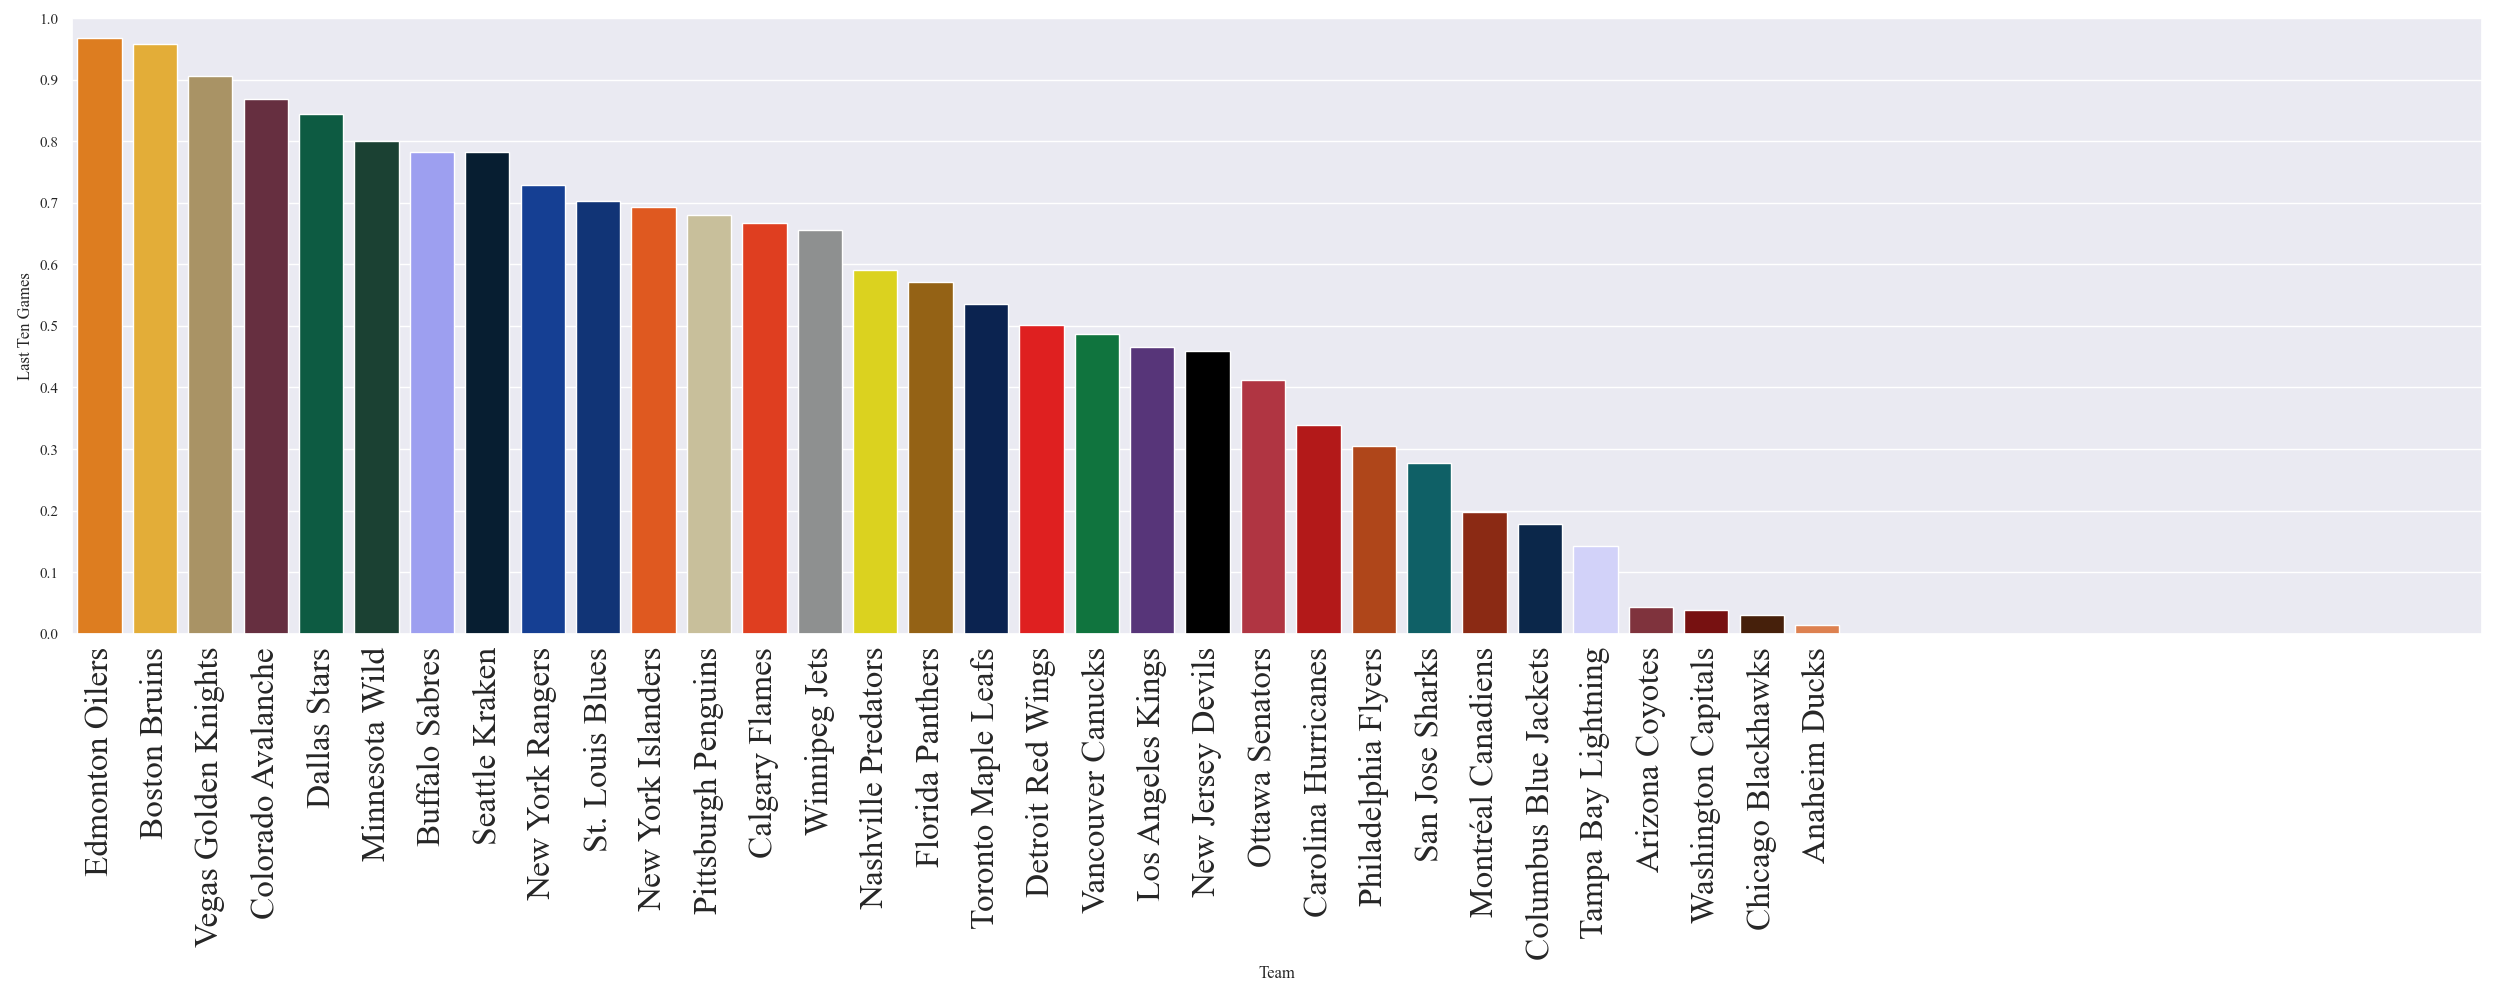 1.0
0.9
0.8
0.7
0.6
0.5
0.4
0.3
0.2
0.1
0.0
Last Ten Games
Edmonton Oilers
Boston Bruins
Vegas Golden Knights
Colorado Avalanche
Dallas Stars
Minnesota Wild
Buffalo Sabres
Seattle Kraken
New York Rangers
St. Louis Blues
New York Islanders
Pittsburgh Penguins
Calgary Flames
Winnipeg Jets
Nashville Predators
Florida Panthers
Toronto Maple Leafs
Detroit Red Wings
Vancouver Canucks
Los Angeles Kings
New Jersey Devils
Ottawa Senators
Carolina Hurricanes
Philadelphia Flyers
San Jose Sharks
Montréal Canadiens
Columbus Blue Jackets
Tampa Bay Lightning
Arizona Coyotes
Washington Capitals
Chicago Blackhawks
Anaheim Ducks
Team